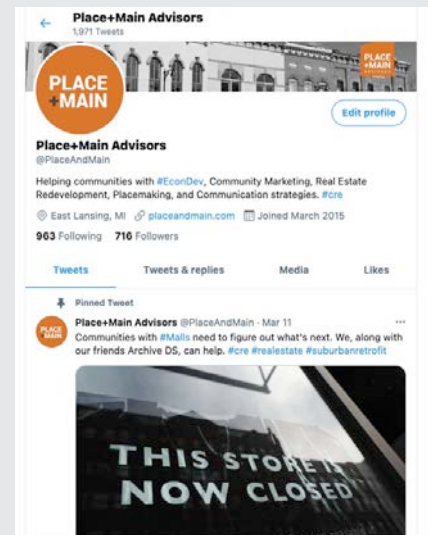 Place+Main Advisors
1,971 Tweets
PLACE
+MAIN
ADVISORS
PLACE
+MAIN
Edit profile
Place+Main Advisors
@PlaceAndMain
Helping communities with #EconDev, Community Marketing, Real Estate
Redevelopment, Placemaking, and Communication strategies. #cre
East Lansing, MI placeandmain.com Joined March 2015
963 Following 716 Followers
Tweets Tweets & replies Media Likes
Pinned Tweet
PLACE
+MAIN
Place+Main Advisors @PlaceAndMain · Mar 11 ...
Communities with #Malls need to figure out what's next. We, along with
our friends Archive DS, can help. #cre #realestate #suburbanretrofit
THIS STORE IS
NOW CLOSED